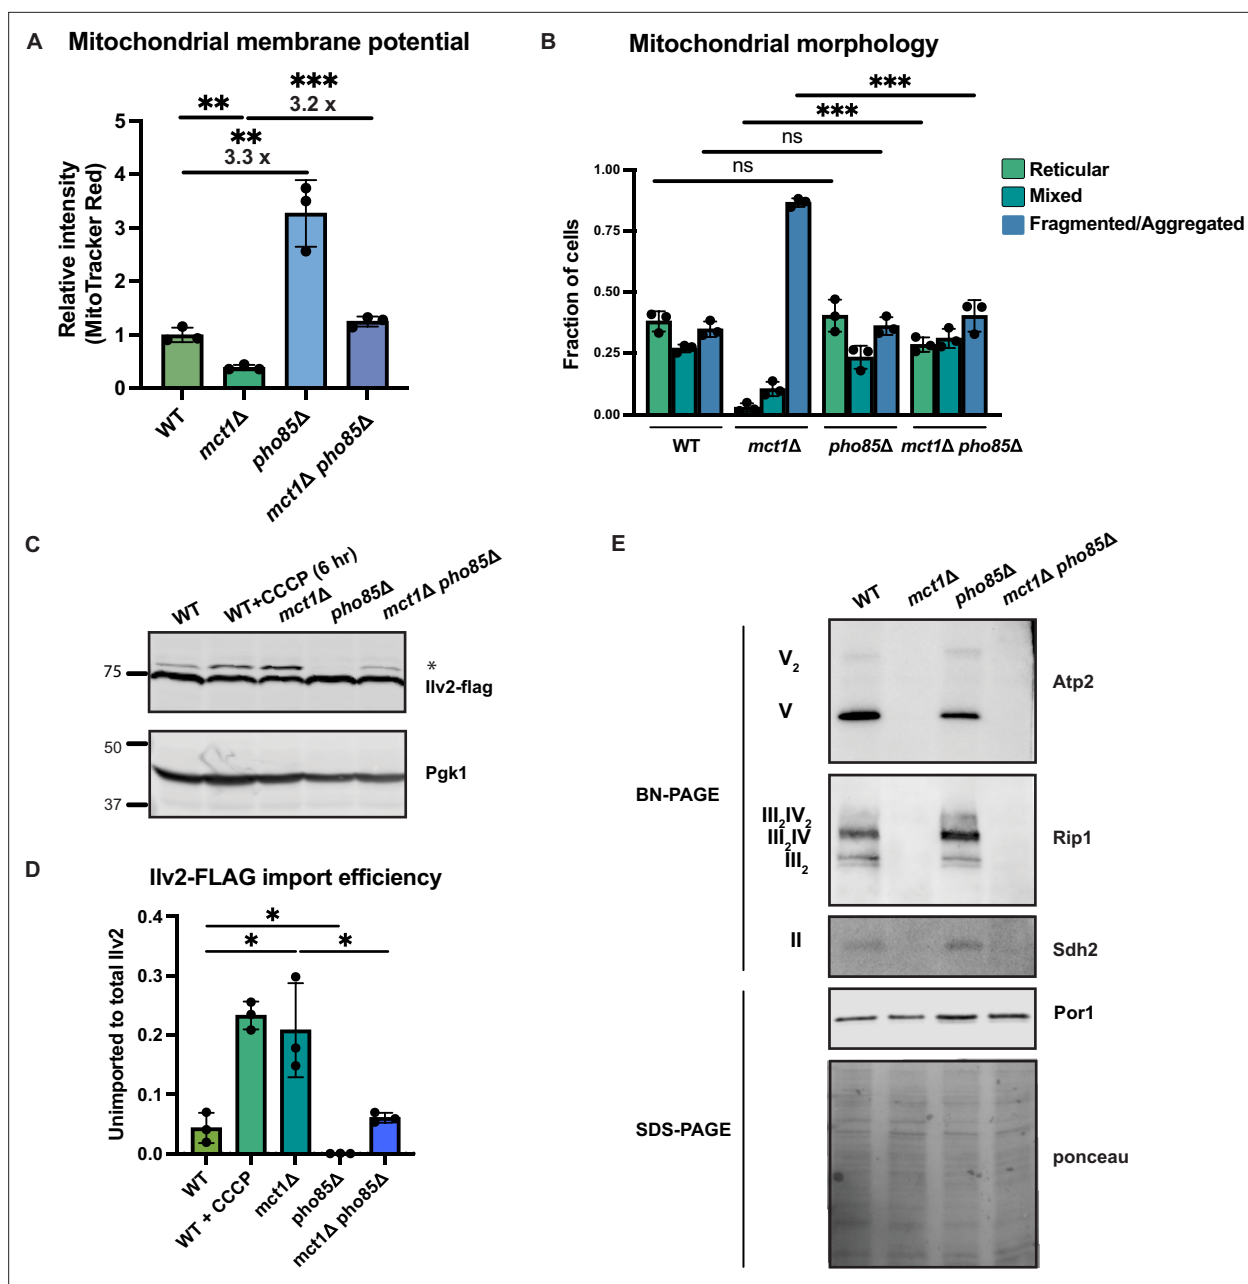 A
Mitochondrial membrane potential
***
**
3.2 x
**
3.3 x
Relative intensity
(MitoTracker Red)
5
4
3
2
1
0
WT
mct1Δ
pho85Δ
mct1Δ pho85Δ
B
Mitochondrial morphology
***
***
ns
ns
Fraction of cells
1.00
0.75
0.50
0.25
0.00
Reticular
Mixed
Fragmented/Aggregated
WT
mct1Δ
pho85Δ
mct1Δ pho85Δ
C
WT
WT+CCCP (6 hr)
mct1Δ
pho85Δ
mct1Δ pho85Δ
75
*
Ilv2-flag
50
37
Pgk1
D
Ilv2-FLAG import efficiency
*
*
*
Unimported to total Ilv2
0.4
0.3
0.2
0.1
0.0
WT
WT + CCCP
mct1Δ
pho85Δ
mct1Δ pho85Δ
E
WT
mct1Δ
pho85Δ
mct1Δ pho85Δ
BN-PAGE
V₂
V
Atp2
III₂IV₂
III₂IV
III₂
Rip1
II
Sdh2
SDS-PAGE
Por1
ponceau